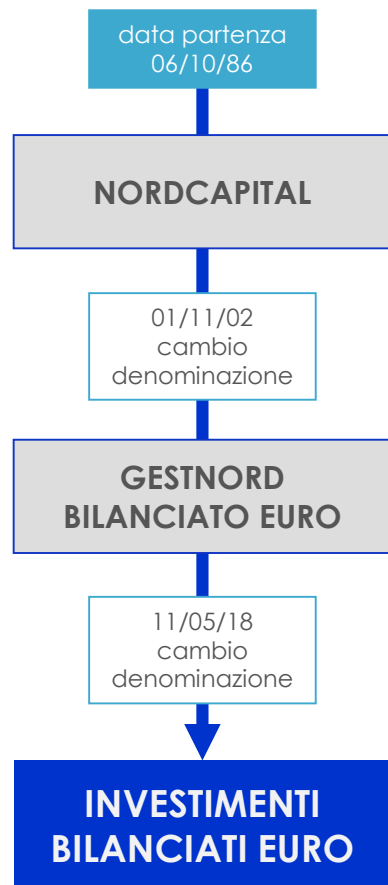 data partenza
06/10/86
NORDCAPITAL
01/11/02
cambio
denominazione
GESTNORD
BILANCIATO EURO
11/05/18
cambio
denominazione
INVESTIMENTI
BILANCIATI EURO